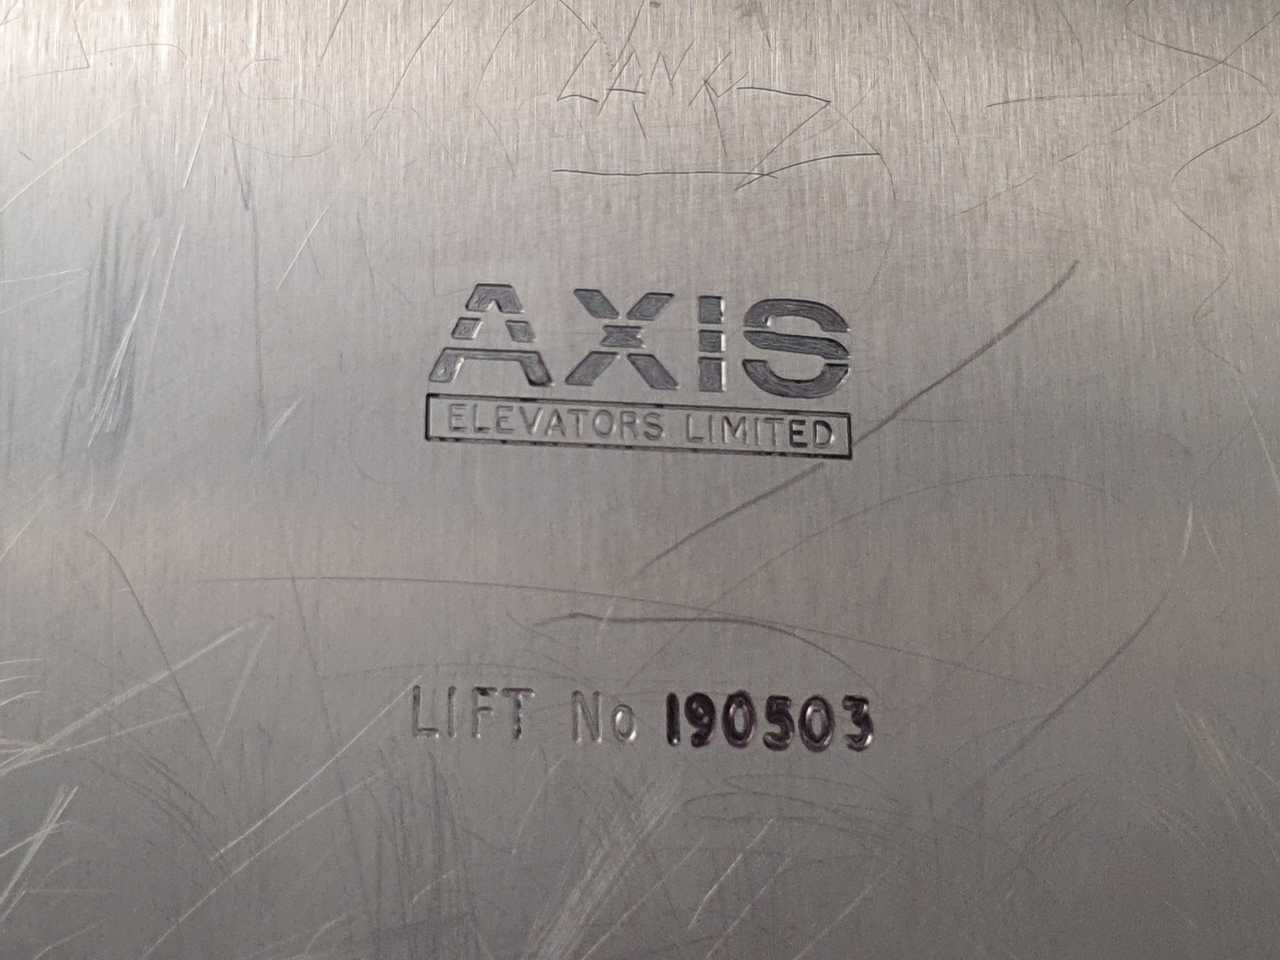 AXIS
ELEVATORS LIMITED
LIFT No 190503